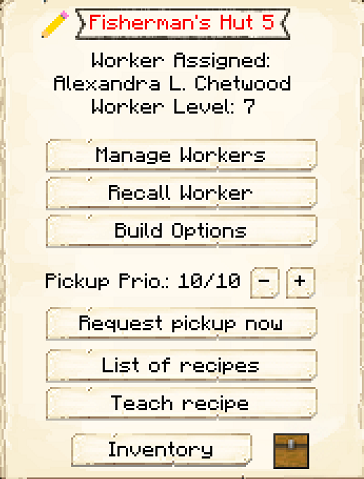 Fisherman's Hut 5
Worker Assigned:
Alexandra L. Chetwood
Worker Level: 7
Manage Workers
Recall Worker
Build Options
Pickup Prio.: 10/10 - +
Request pickup now
List of recipes
Teach recipe
Inventory